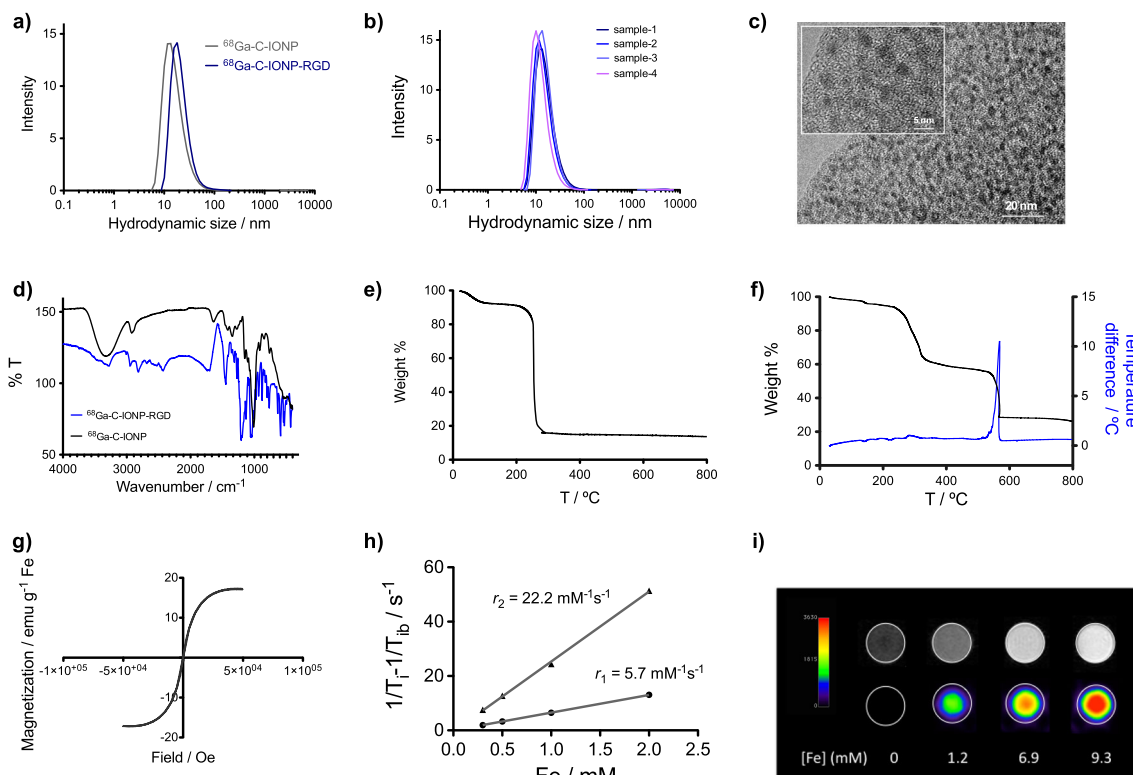 a)
15
10
5
0
Intensity
0.1 1 10 100 1000 10000
Hydrodynamic size / nm
⁶⁸Ga-C-IONP
⁶⁸Ga-C-IONP-RGD
b)
15
10
5
0
Intensity
0.1 1 10 100 1000 10000
Hydrodynamic size / nm
sample-1
sample-2
sample-3
sample-4
c)
5 nm
20 nm
d)
150
100
50
% T
4000 3000 2000 1000
Wavenumber / cm⁻¹
⁶⁸Ga-C-IONP-RGD
⁶⁸Ga-C-IONP
e)
100
80
60
40
20
0
Weight %
0 200 400 600 800
T / ºC
f)
100
80
60
40
20
0
Weight %
0 200 400 600 800
T / ºC
15
10
5
0
Temperature
difference / ºC
g)
20
10
-10
-20
Magnetization / emu g⁻¹ Fe
-1×10⁺⁰⁵ -5×10⁺⁰⁴ 5×10⁰⁴ 1×10⁰⁵
Field / Oe
h)
60
40
20
0
1/Tᵢ-1/Tᵢb / s⁻¹
r₂ = 22.2 mM⁻¹s⁻¹
r₁ = 5.7 mM⁻¹s⁻¹
0.0 0.5 1.0 1.5 2.0 2.5
Fe / mM
i)
3630
1815
0
[Fe] (mM) 0 1.2 6.9 9.3